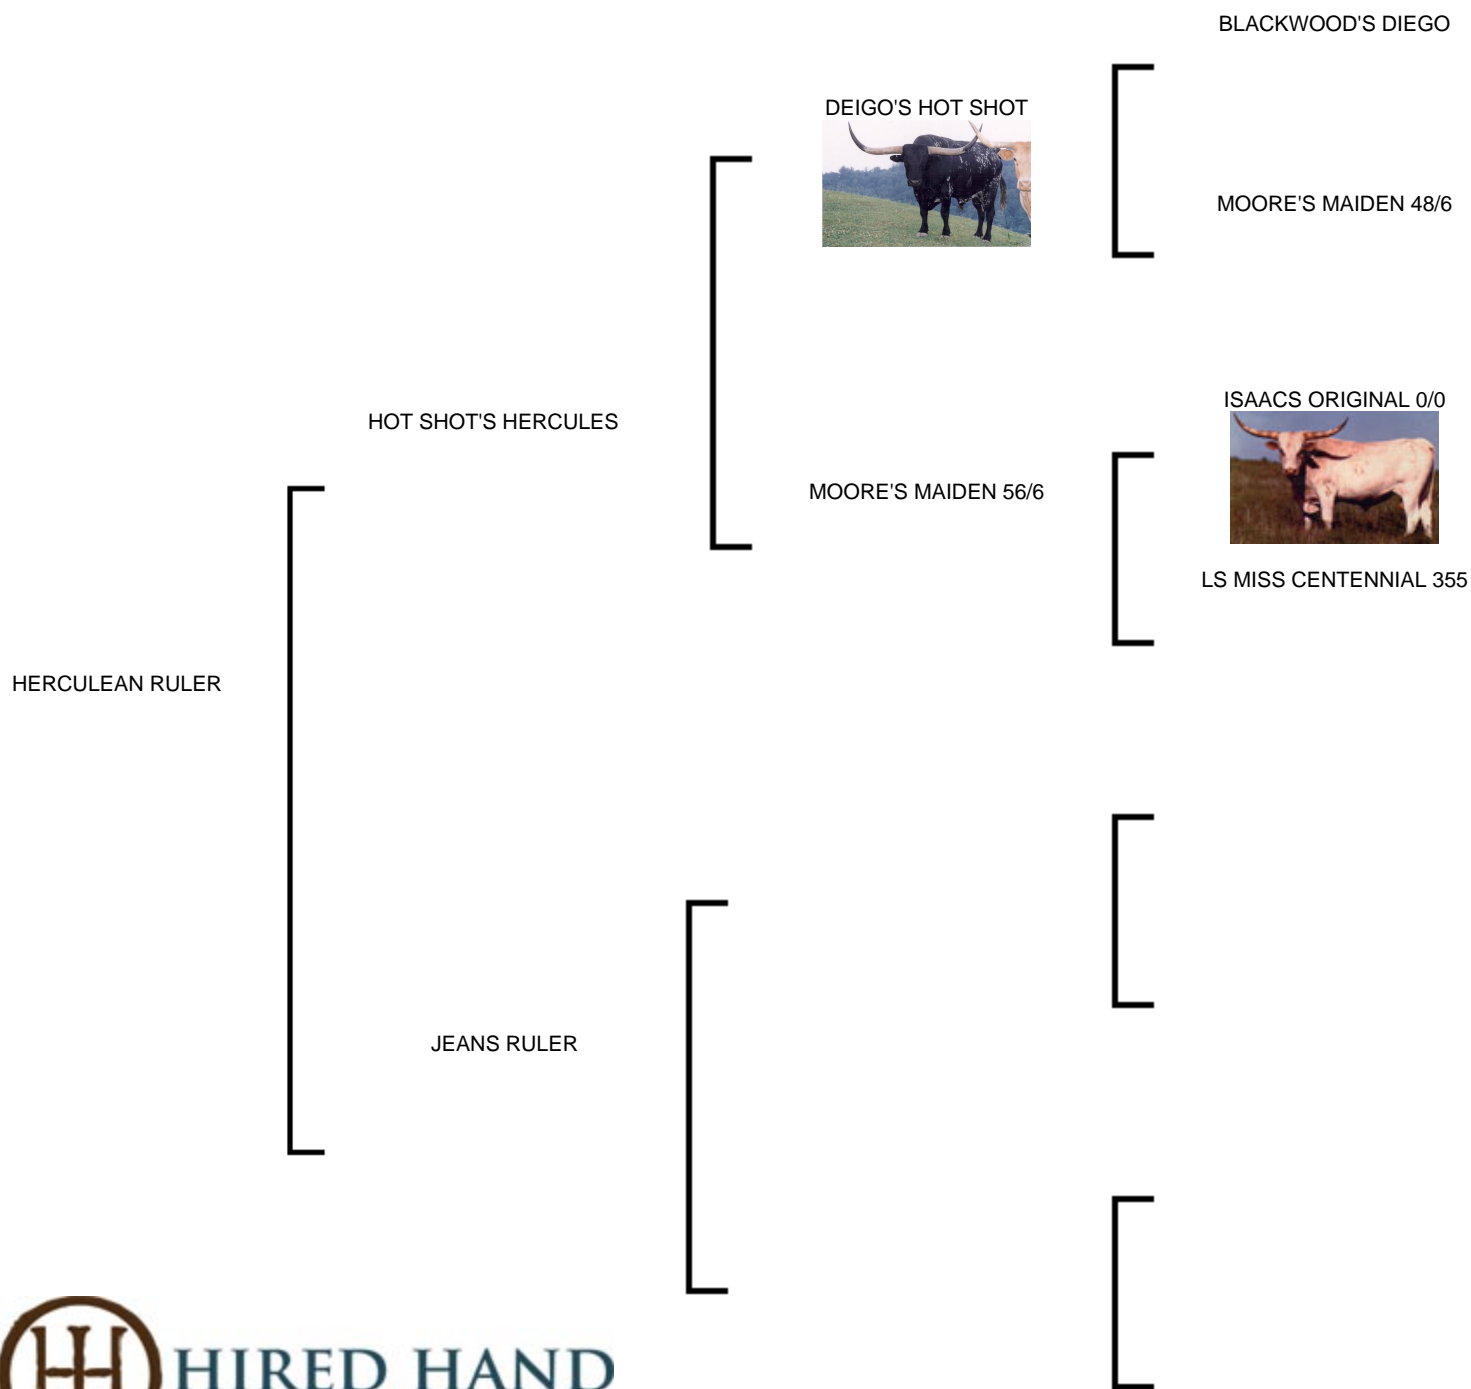 BLACKWOOD'S DIEGO
DEIGO'S HOT SHOT
MOORE'S MAIDEN 48/6
ISAACS ORIGINAL 0/0
HOT SHOT'S HERCULES
MOORE'S MAIDEN 56/6
LS MISS CENTENNIAL 355
HERCULEAN RULER
JEANS RULER
HIRED HAND